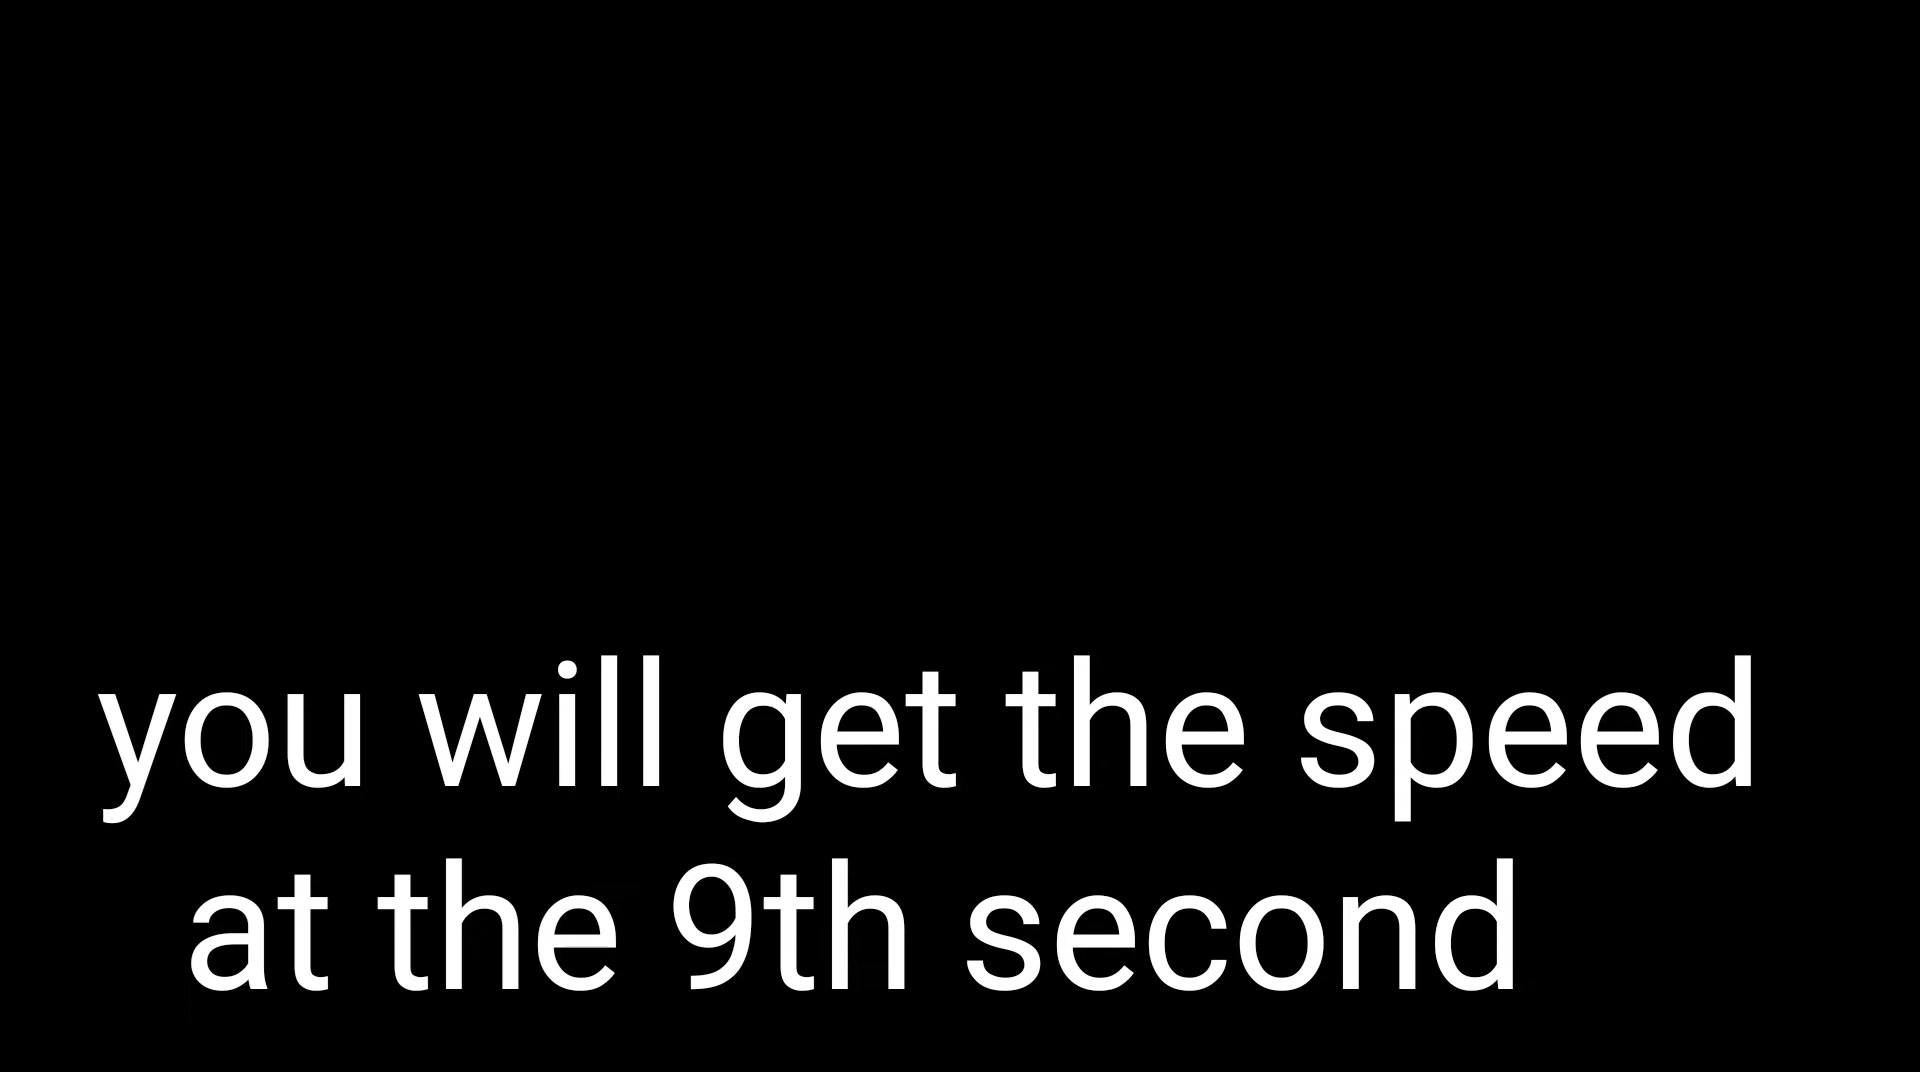 you will get the speed
at the 9th second